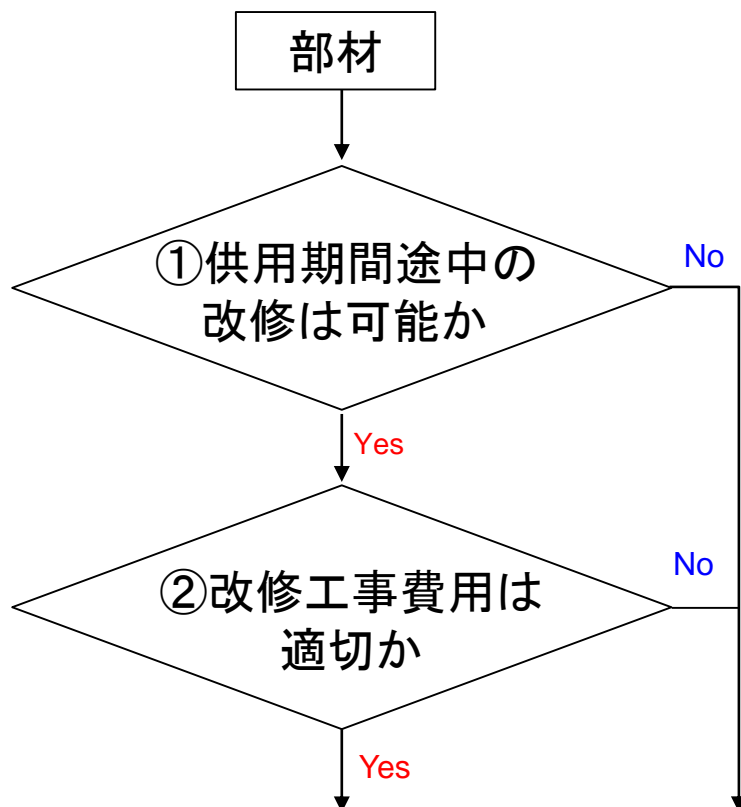 部材
①供用期間途中の
改修は可能か
No
Yes
②改修工事費用は
適切か
No
Yes